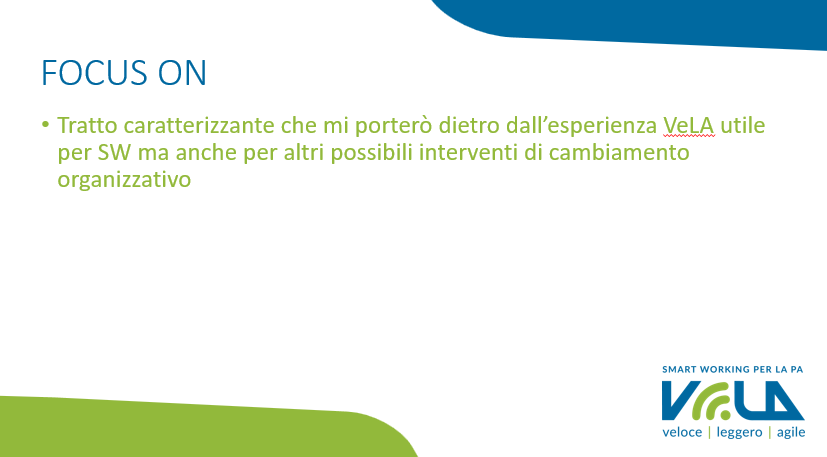 FOCUS ON
• Tratto caratterizzante che mi porterò dietro dall’esperienza VeLA utile
per SW ma anche per altri possibili interventi di cambiamento
organizzativo
SMART WORKING PER LA PA
VeLA
veloce | leggero | agile